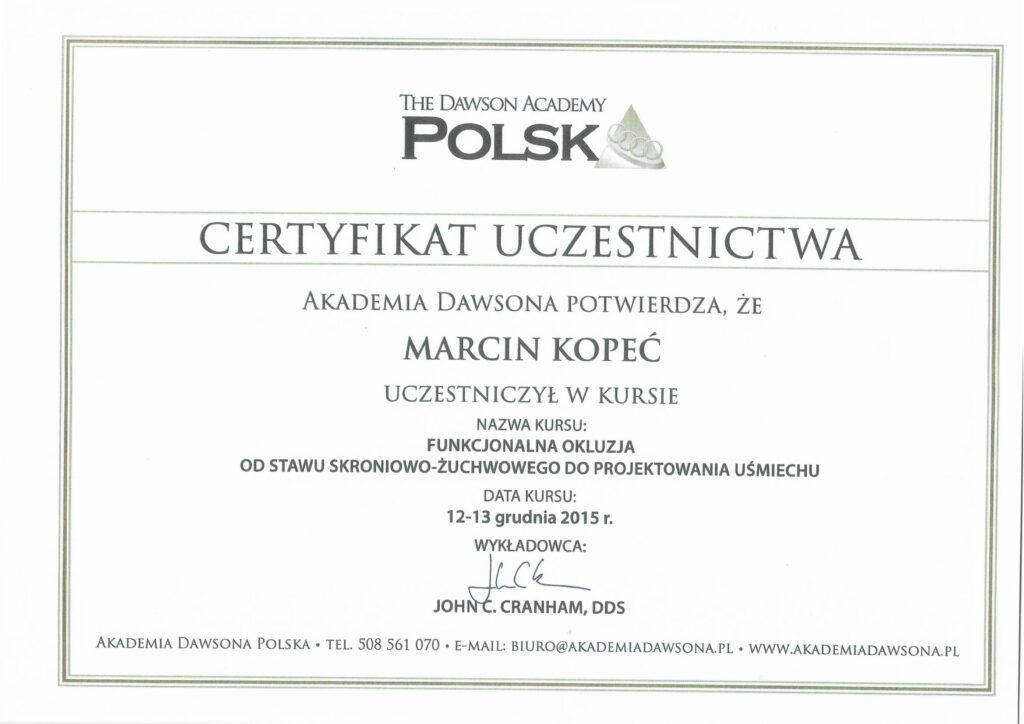 THE DAWSON ACADEMY
POLSK
CERTYFIKAT UCZESTNICTWA
AKADEMIA DAWSONA POTWIERDZA, ŻE
MARCIN KOPEĆ
UCZESTNICZYŁ W KURSIE
NAZWA KURSU:
FUNKCJONALNA OKLUZJA
OD STAWU SKRONIOWO-ŻUCHWOWEGO DO PROJEKTOWANIA UŚMIECHU
DATA KURSU:
12-13 grudnia 2015 r.
WYKŁADOWCA:
JOHN C. CRANHAM, DDS
AKADEMIA DAWSONA POLSKA • TEL. 508 561 070 • E-MAIL: BIURO@AKADEMIADAWSONA.PL • WWW.AKADEMIADAWSONA.PL